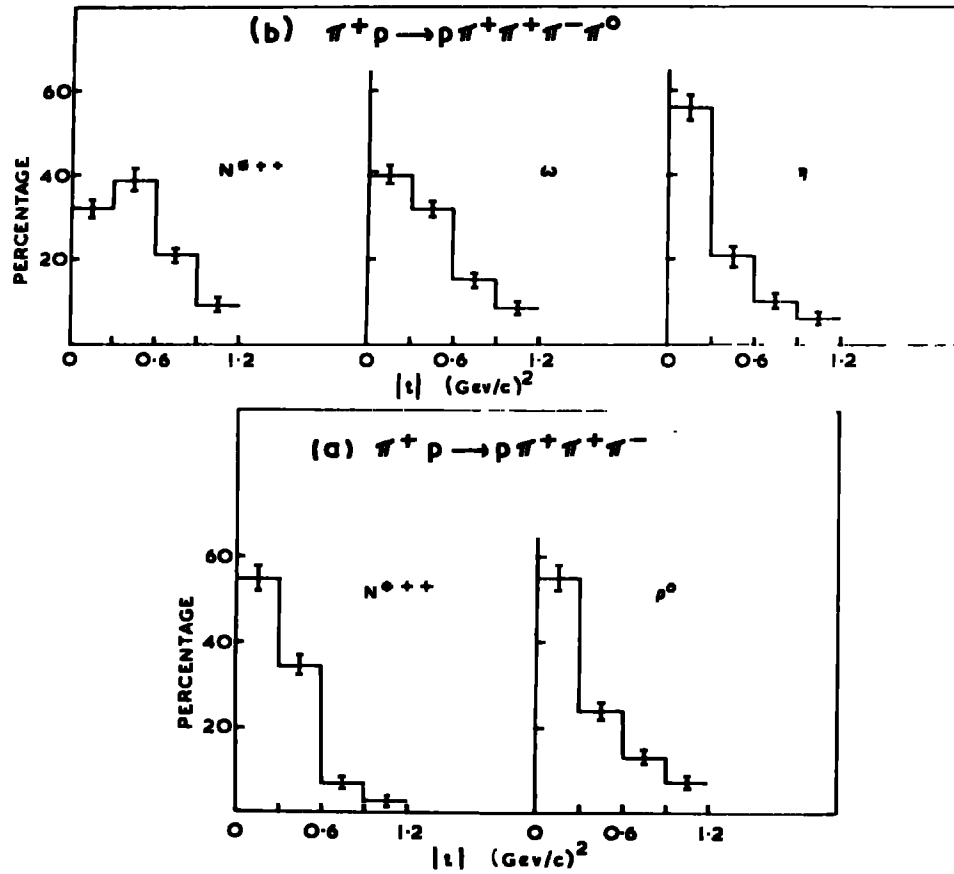 (b) π⁺p → pπ⁺π⁺π⁻π⁰
PERCENTAGE
60
40
20
N*⁺⁺
ω
η
0 0·6 1·2 0 0·6 1·2 0 0·6 1·2
|t| (Gev/c)²
(a) π⁺p → pπ⁺π⁺π⁻
PERCENTAGE
60
40
20
N*⁺⁺
ρ⁰
0 0·6 1·2 0 0·6 1·2
|t| (Gev/c)²